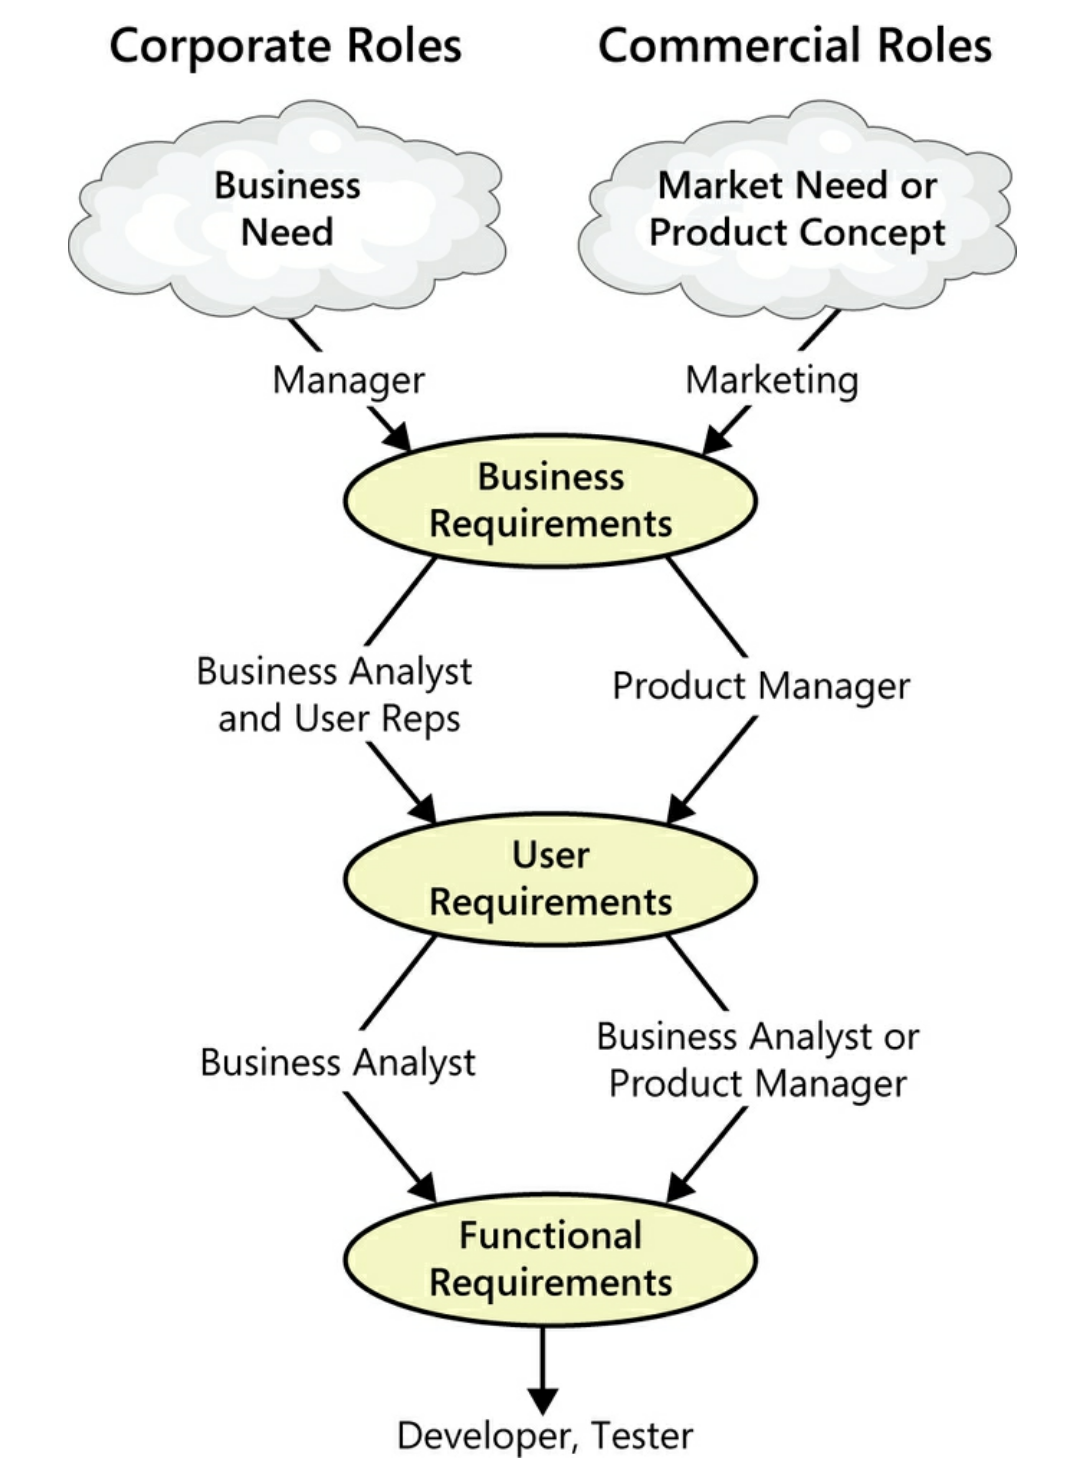 Corporate Roles
Commercial Roles
Business
Need
Market Need or
Product Concept
Manager
Marketing
Business
Requirements
Business Analyst
and User Reps
Product Manager
User
Requirements
Business Analyst
Business Analyst or
Product Manager
Functional
Requirements
Developer, Tester